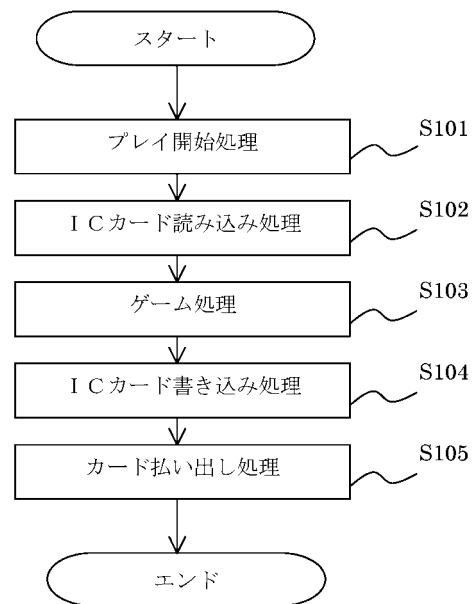 スタート
プレイ開始処理
S101
ＩＣカード読み込み処理
S102
ゲーム処理
S103
ＩＣカード書き込み処理
S104
カード払い出し処理
S105
エンド